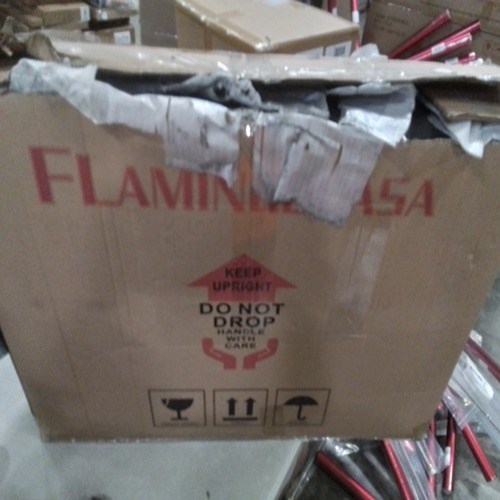 KEEP
UPRIGHT
DO NOT
DROP
HANDLE
WITH
CARE